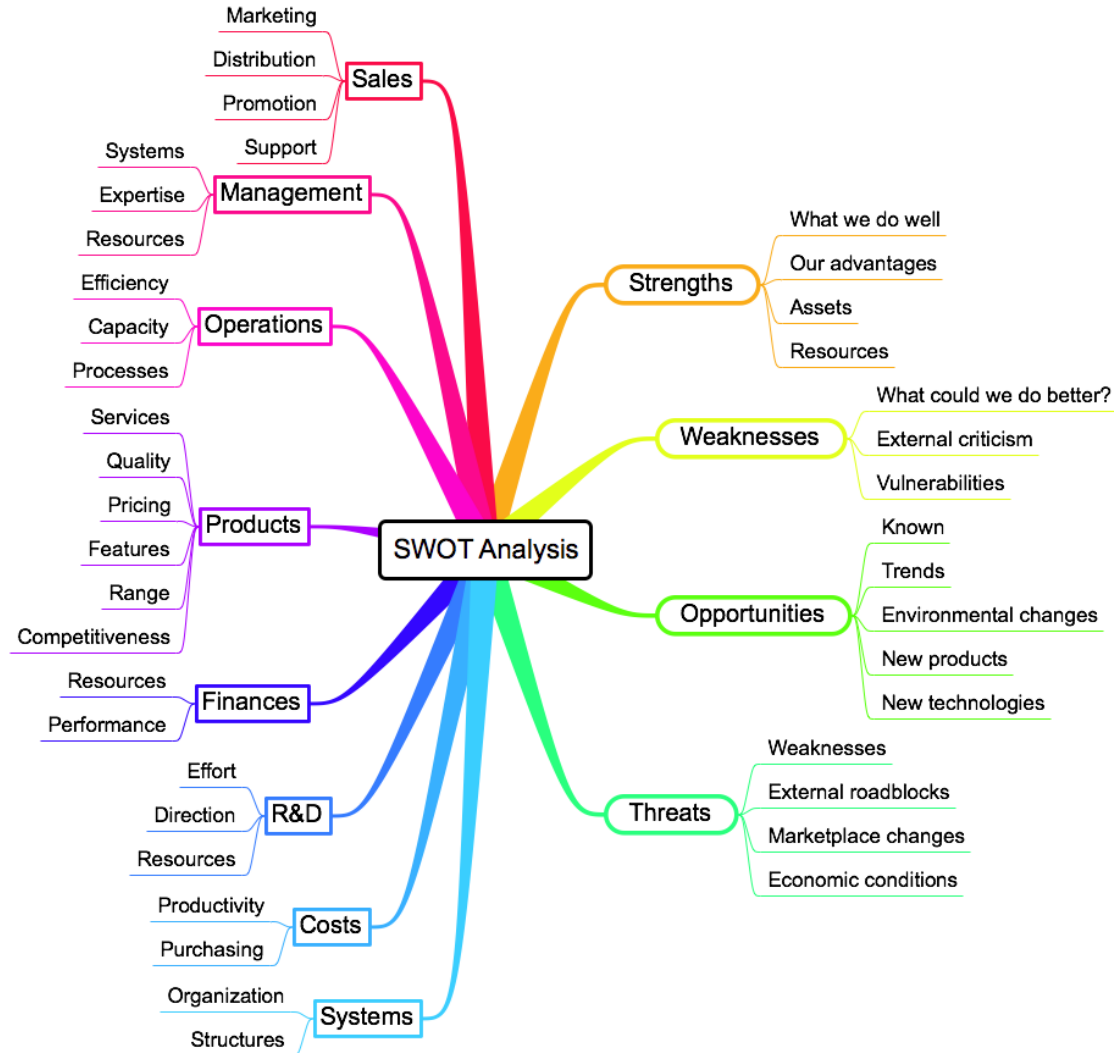 Marketing
Distribution
Promotion
Support
Sales
Systems
Expertise
Resources
Management
Efficiency
Capacity
Processes
Operations
Services
Quality
Pricing
Features
Range
Competitiveness
Products
Resources
Performance
Finances
Effort
Direction
Resources
R&D
Productivity
Purchasing
Costs
Organization
Structures
Systems
SWOT Analysis
Strengths
What we do well
Our advantages
Assets
Resources
Weaknesses
What could we do better?
External criticism
Vulnerabilities
Opportunities
Known
Trends
Environmental changes
New products
New technologies
Threats
Weaknesses
External roadblocks
Marketplace changes
Economic conditions